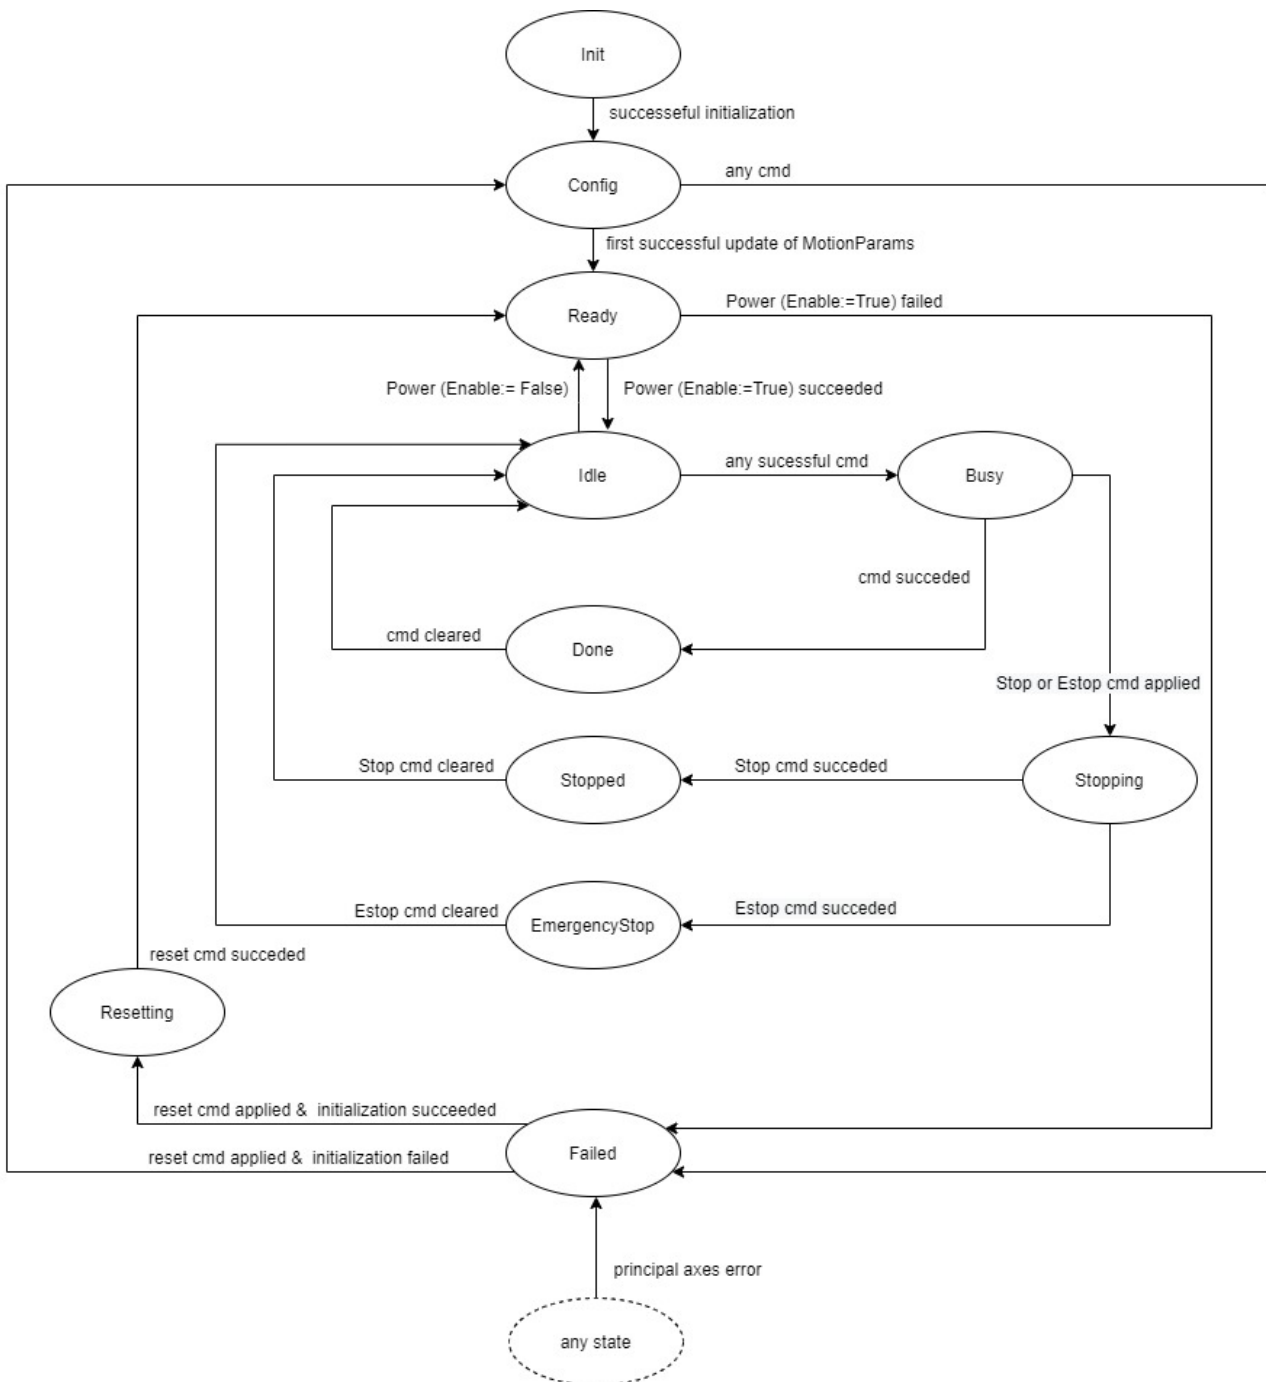 Init
successeful initialization
Config
any cmd
first successful update of MotionParams
Ready
Power (Enable:=True) failed
Power (Enable:= False)
Power (Enable:=True) succeeded
Idle
any sucessful cmd
Busy
cmd succeded
cmd cleared
Done
Stop or Estop cmd applied
Stop cmd cleared
Stopped
Stop cmd succeded
Stopping
Estop cmd cleared
EmergencyStop
Estop cmd succeded
reset cmd succeded
Resetting
reset cmd applied &  initialization succeeded
reset cmd applied &  initialization failed
Failed
principal axes error
any state